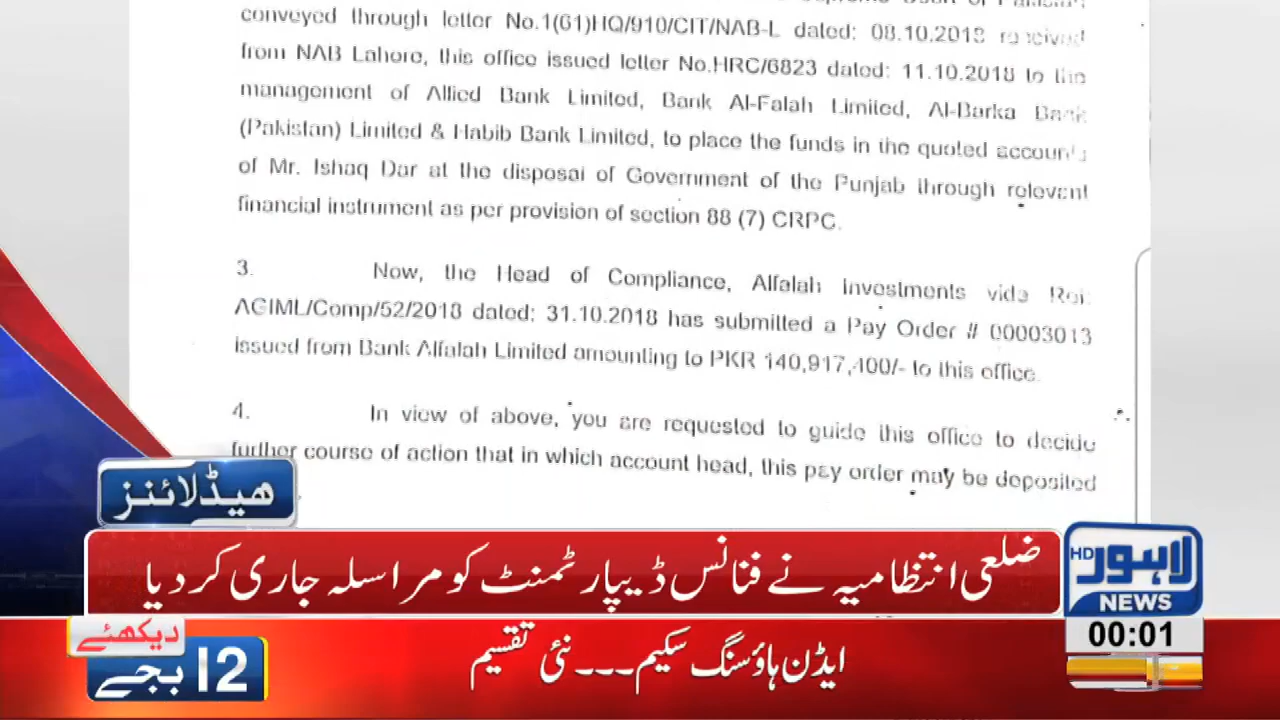 conveyed through letter No.1(61)HQ/910/CIT/NAB-L dated: 08.10.2018 received
from NAB Lahore, this office issued letter No.HRC/6823 dated: 11.10.2018 to the
management of Allied Bank Limited, Bank Al-Falah Limited, Al-Barka Bank
(Pakistan) Limited & Habib Bank Limited, to place the funds in the quoted accounts
of Mr. Ishaq Dar at the disposal of Government of the Punjab through relevant
financial instrument as per provision of section 88 (7) CRPC.
3. Now, the Head of Compliance, Alfalah Investments vide Ref:
AGIML/Comp/52/2018 dated: 31.10.2018 has submitted a Pay Order # 00003013
issued from Bank Alfalah Limited amounting to PKR 140,917,400/- to this office.
4. In view of above, you are requested to guide this office to decide
further course of action that in which account head, this pay order may be deposited
ہیڈلائنز
ضلعی انتظامیہ نے فنانس ڈیپارٹمنٹ کو مراسلہ جاری کر دیا
لاہور
HD
NEWS
00:01
دیکھئے
12 بجے
ایڈن ہاؤسنگ سکیم۔۔۔نئی تقسیم